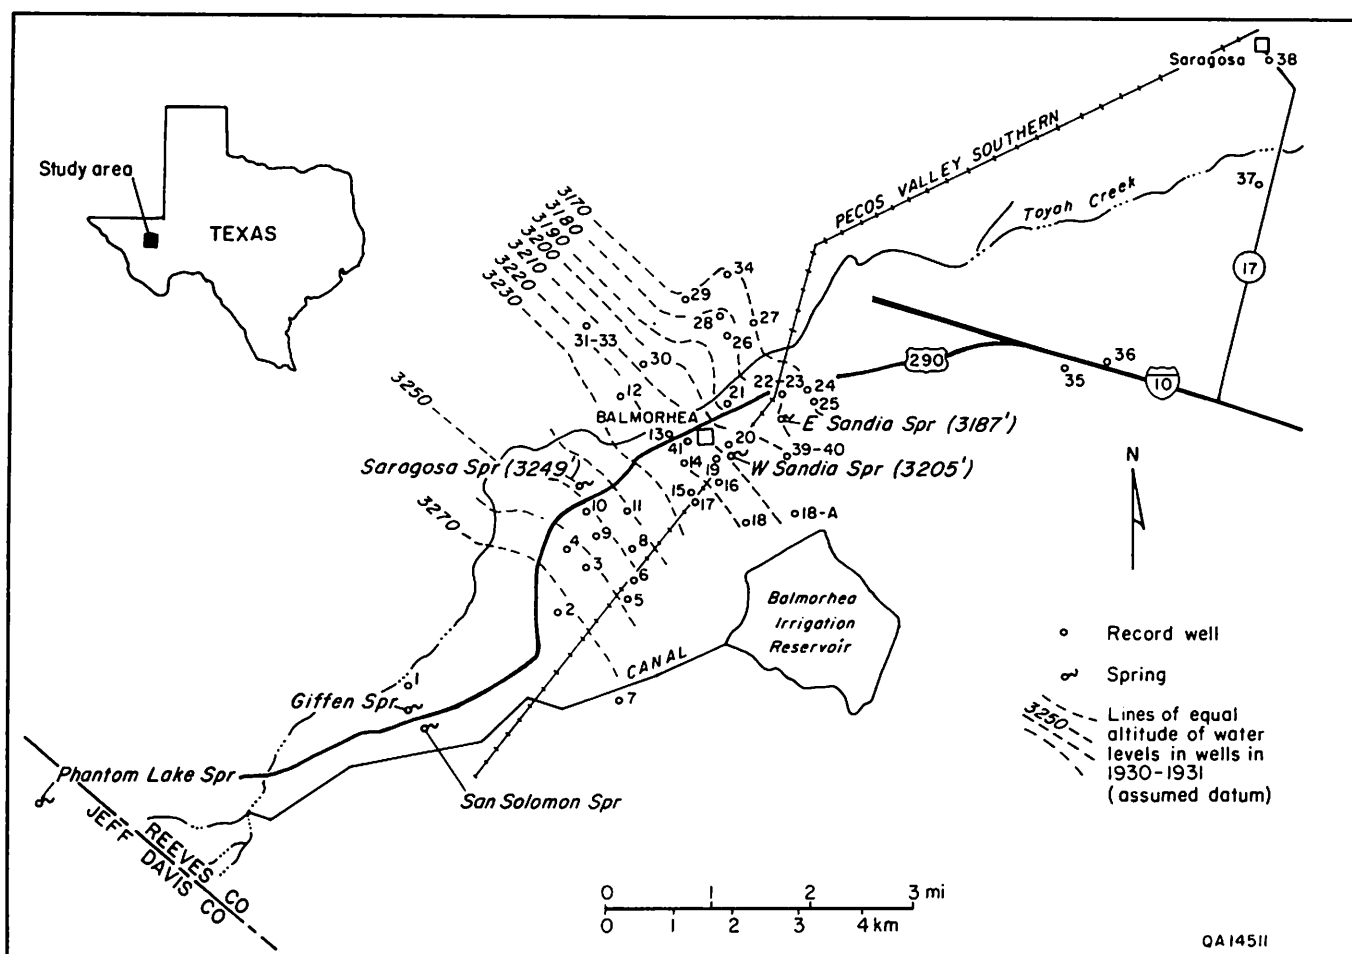 Saragosa
38
PECOS VALLEY SOUTHERN
Study area
TEXAS
Toyah Creek
37
17
3170
3180
3190
3200
3210
3220
3230
34
29
28
27
26
31-33
30
290
36
35
10
3250
12
22-23
24
21
25
BALMORHEA
E Sandia Spr (3187')
13
41
20
39-40
Saragosa Spr (3249')
14
19
W Sandia Spr (3205')
16
15
17
3270
10
11
18
18-A
9
4
8
3
6
5
2
Balmorhea
Irrigation
Reservoir
N
CANAL
1
Giffen Spr
7
Phantom Lake Spr
San Solomon Spr
REEVES CO
JEFF DAVIS CO
Record well
Spring
3250
Lines of equal
altitude of water
levels in wells in
1930-1931
(assumed datum)
0 1 2 3 mi
0 1 2 3 4 km
QA14511